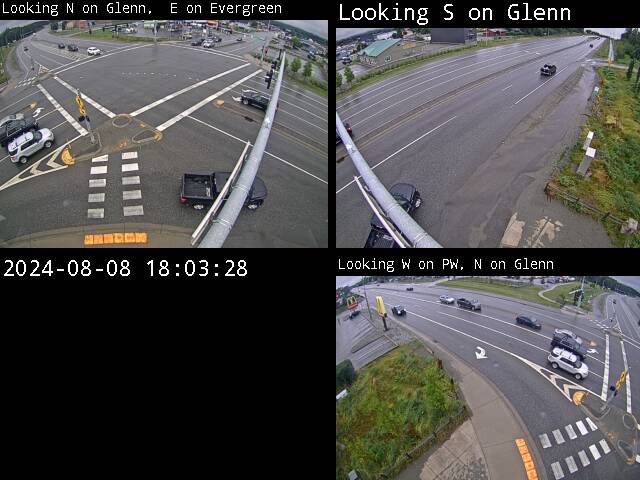 Looking N on Glenn,  E on Evergreen
Looking S on Glenn
2024-08-08 18:03:28
Looking W on PW, N on Glenn